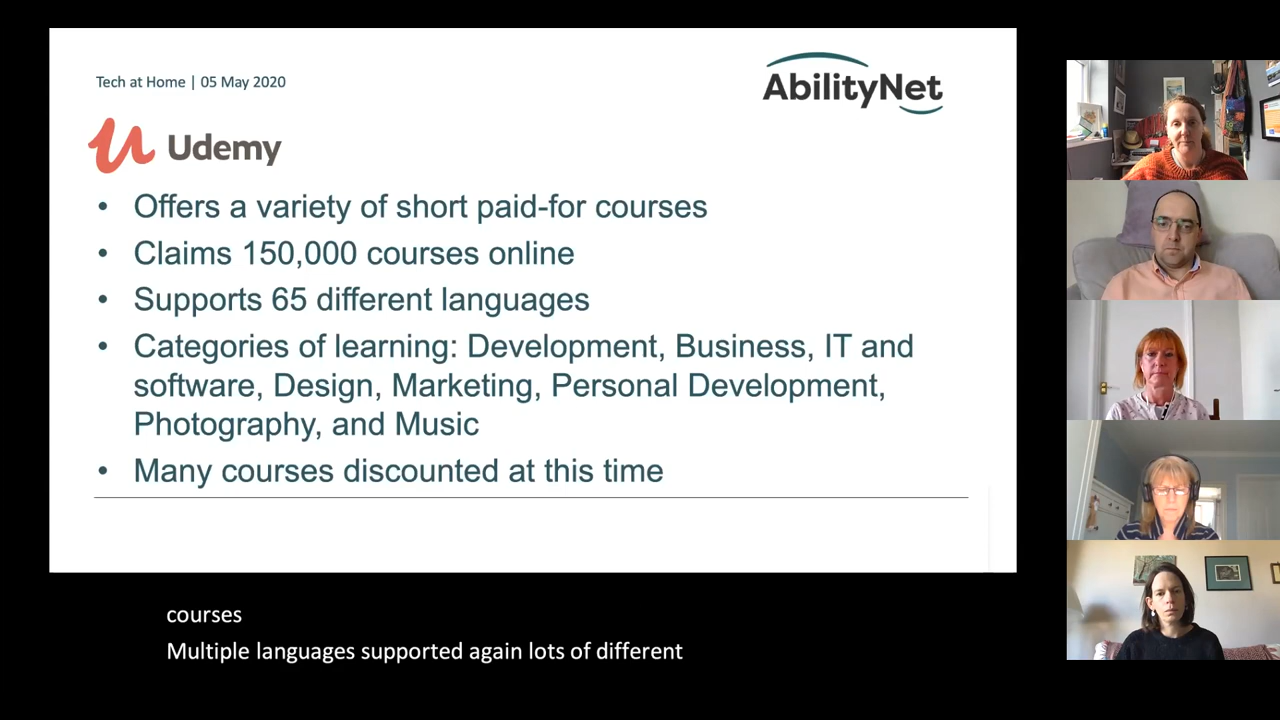 Tech at Home | 05 May 2020
AbilityNet
Udemy
• Offers a variety of short paid-for courses
• Claims 150,000 courses online
• Supports 65 different languages
• Categories of learning: Development, Business, IT and
software, Design, Marketing, Personal Development,
Photography, and Music
• Many courses discounted at this time
courses
Multiple languages supported again lots of different